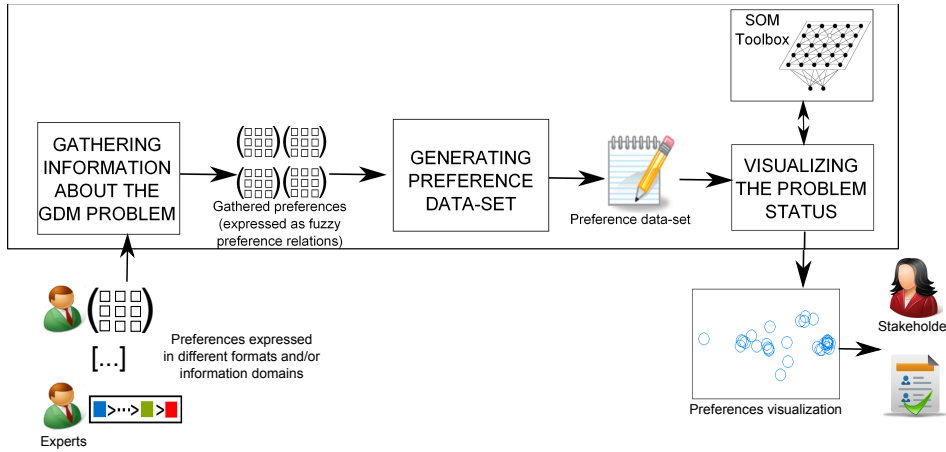 SOM
Toolbox
GATHERING
INFORMATION
ABOUT THE
GDM PROBLEM
Gathered preferences
(expressed as fuzzy
preference relations)
GENERATING
PREFERENCE
DATA-SET
Preference data-set
VISUALIZING
THE PROBLEM
STATUS
Preferences expressed
in different formats and/or
information domains
[...]
>...> >
Experts
Preferences visualization
Stakeholde